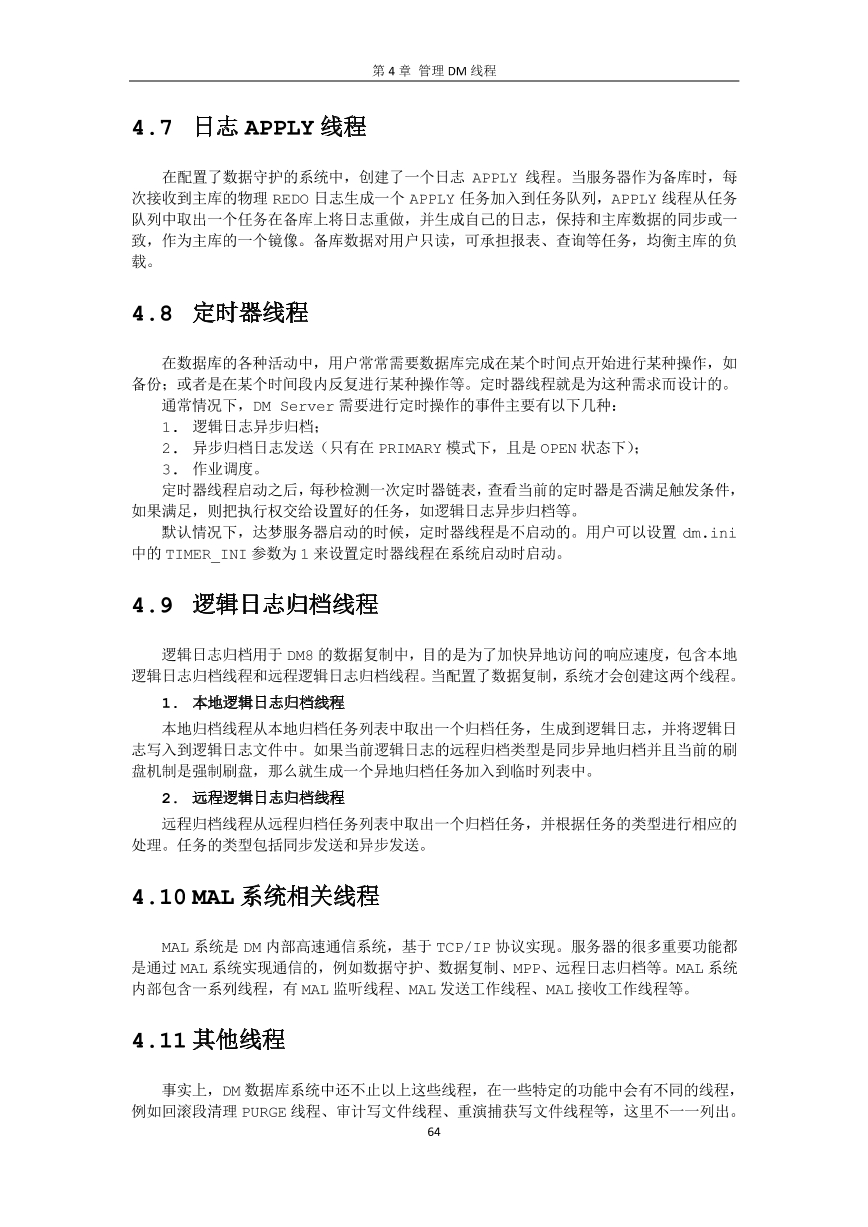 第 4 章 管理 DM 线程
4.7 日志 APPLY 线程
在配置了数据守护的系统中，创建了一个日志 APPLY 线程。当服务器作为备库时，每
次接收到主库的物理 REDO 日志生成一个 APPLY 任务加入到任务队列，APPLY 线程从任务
队列中取出一个任务在备库上将日志重做，并生成自己的日志，保持和主库数据的同步或一
致，作为主库的一个镜像。备库数据对用户只读，可承担报表、查询等任务，均衡主库的负
载。
4.8 定时器线程
在数据库的各种活动中，用户常常需要数据库完成在某个时间点开始进行某种操作，如
备份；或者是在某个时间段内反复进行某种操作等。定时器线程就是为这种需求而设计的。
通常情况下，DM Server 需要进行定时操作的事件主要有以下几种：
1. 逻辑日志异步归档；
2. 异步归档日志发送（只有在 PRIMARY 模式下，且是 OPEN 状态下）；
3. 作业调度。
定时器线程启动之后，每秒检测一次定时器链表，查看当前的定时器是否满足触发条件，
如果满足，则把执行权交给设置好的任务，如逻辑日志异步归档等。
默认情况下，达梦服务器启动的时候，定时器线程是不启动的。用户可以设置 dm.ini
中的 TIMER_INI 参数为 1 来设置定时器线程在系统启动时启动。
4.9 逻辑日志归档线程
逻辑日志归档用于 DM8 的数据复制中，目的是为了加快异地访问的响应速度，包含本地
逻辑日志归档线程和远程逻辑日志归档线程。当配置了数据复制，系统才会创建这两个线程。
1. 本地逻辑日志归档线程
本地归档线程从本地归档任务列表中取出一个归档任务，生成到逻辑日志，并将逻辑日
志写入到逻辑日志文件中。如果当前逻辑日志的远程归档类型是同步异地归档并且当前的刷
盘机制是强制刷盘，那么就生成一个异地归档任务加入到临时列表中。
2. 远程逻辑日志归档线程
远程归档线程从远程归档任务列表中取出一个归档任务，并根据任务的类型进行相应的
处理。任务的类型包括同步发送和异步发送。
4.10 MAL 系统相关线程
MAL 系统是 DM 内部高速通信系统，基于 TCP/IP 协议实现。服务器的很多重要功能都
是通过 MAL 系统实现通信的，例如数据守护、数据复制、MPP、远程日志归档等。MAL 系统
内部包含一系列线程，有 MAL 监听线程、MAL 发送工作线程、MAL 接收工作线程等。
4.11 其他线程
事实上，DM 数据库系统中还不止以上这些线程，在一些特定的功能中会有不同的线程，
例如回滚段清理 PURGE 线程、审计写文件线程、重演捕获写文件线程等，这里不一一列出。
64